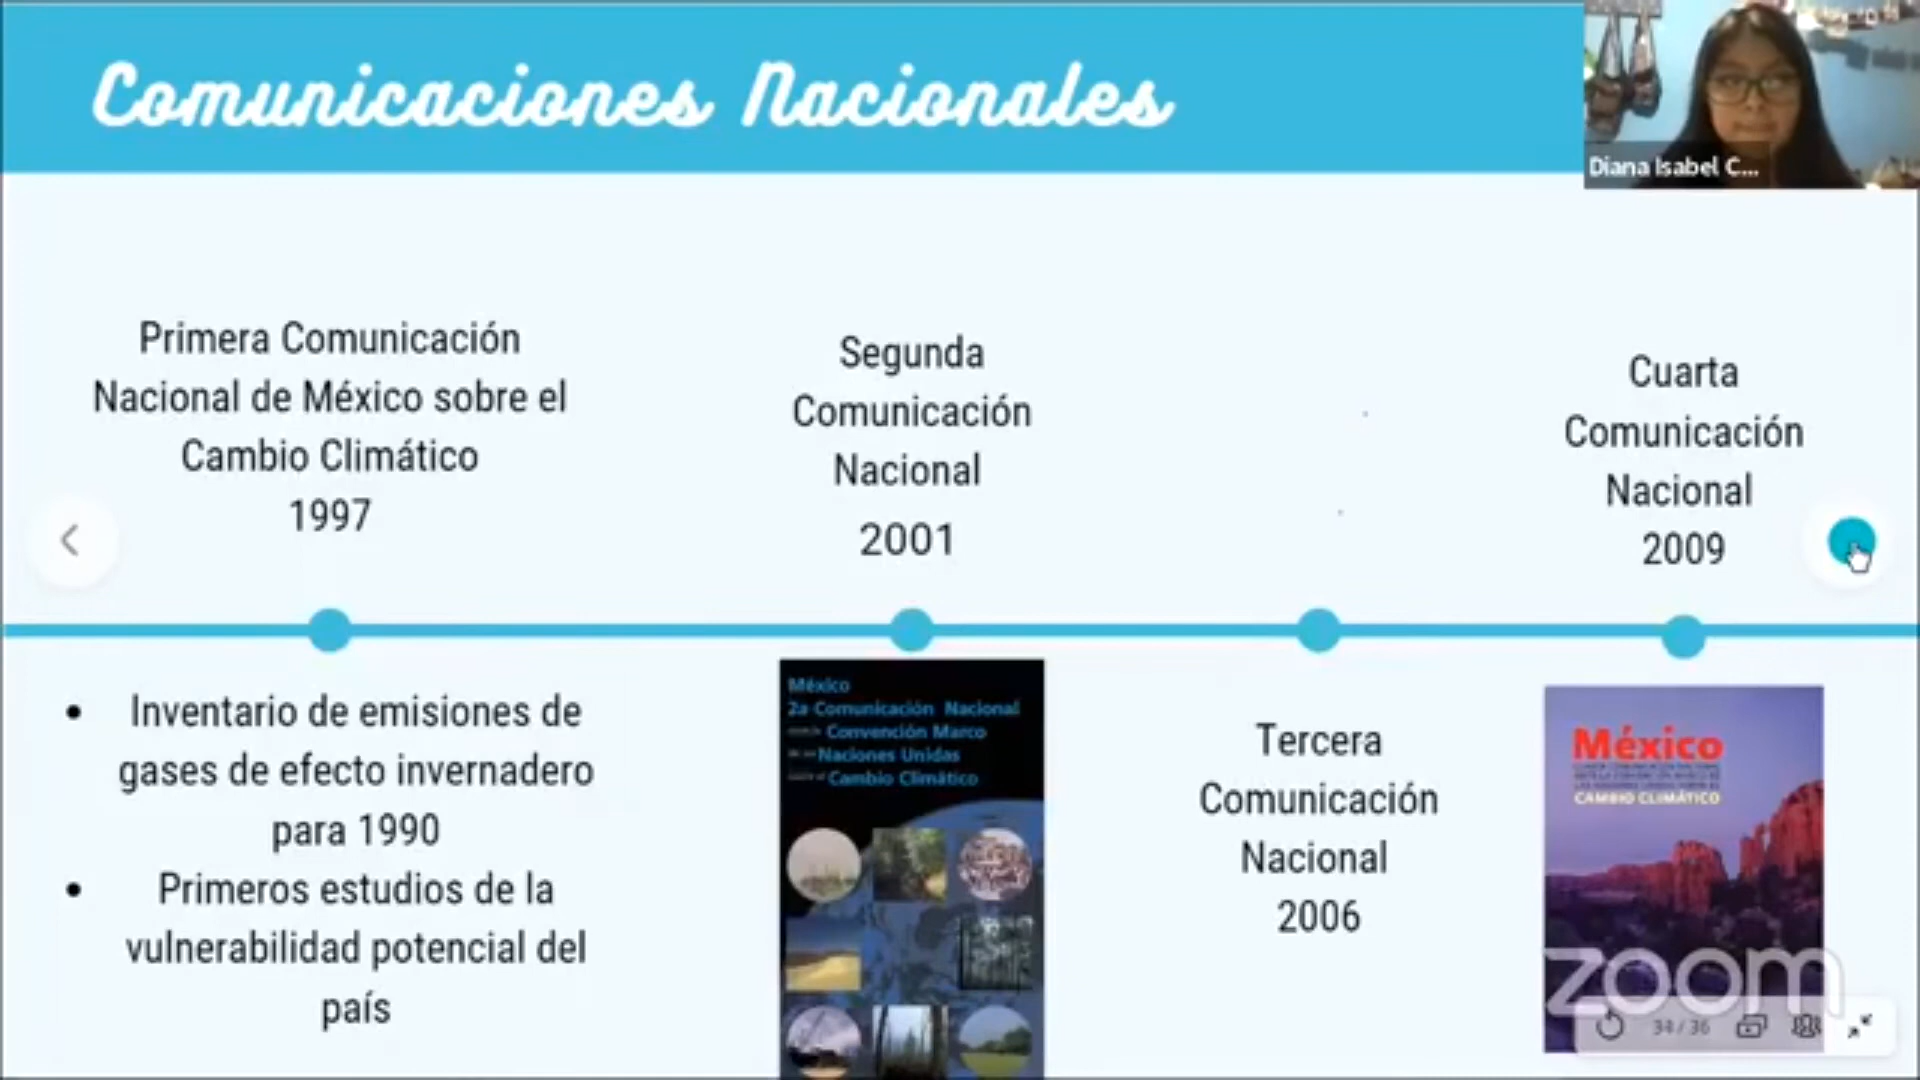 Comunicaciones Nacionales
Diana Isabel C...
Primera Comunicación
Nacional de México sobre el
Cambio Climático
1997
Segunda
Comunicación
Nacional
2001
Cuarta
Comunicación
Nacional
2009
Inventario de emisiones de
gases de efecto invernadero
para 1990
Primeros estudios de la
vulnerabilidad potencial del
país
México
2a Comunicación Nacional
Convención Marco
Naciones Unidas
Cambio Climático
Tercera
Comunicación
Nacional
2006
México
CAMBIO CLIMÁTICO
zoom
34 / 36